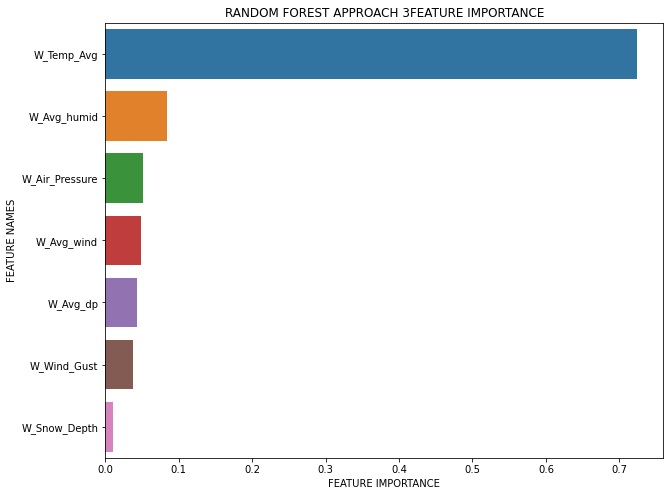 RANDOM FOREST APPROACH 3FEATURE IMPORTANCE
FEATURE NAMES
W_Temp_Avg
W_Avg_humid
W_Air_Pressure
W_Avg_wind
W_Avg_dp
W_Wind_Gust
W_Snow_Depth
0.0 0.1 0.2 0.3 0.4 0.5 0.6 0.7
FEATURE IMPORTANCE